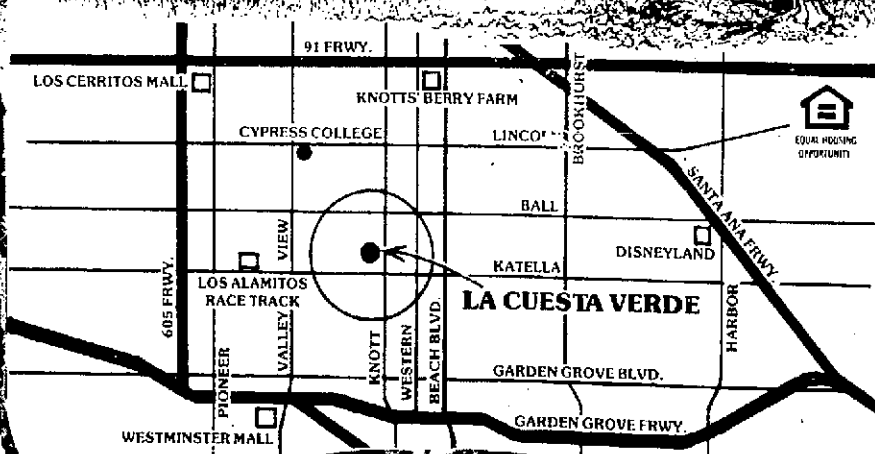 91 FRWY.
LOS CERRITOS MALL
KNOTTS' BERRY FARM
BROOKHURST
CYPRESS COLLEGE
EQUAL HOUSING
OPPORTUNITY
SANTA ANA FRWY.
BALL
VIEW
DISNEYLAND
KATELLA
LOS ALAMITOS
RACE TRACK
LA CUESTA VERDE
605 FRWY.
VALLEY
KNOTT
WESTERN
BEACH BLVD.
HARBOR
PIONEER
GARDEN GROVE BLVD.
GARDEN GROVE FRWY.
WESTMINSTER MALL